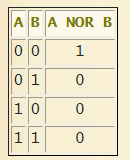 A B A NOR B
0 0 1
0 1 0
1 0 0
1 1 0